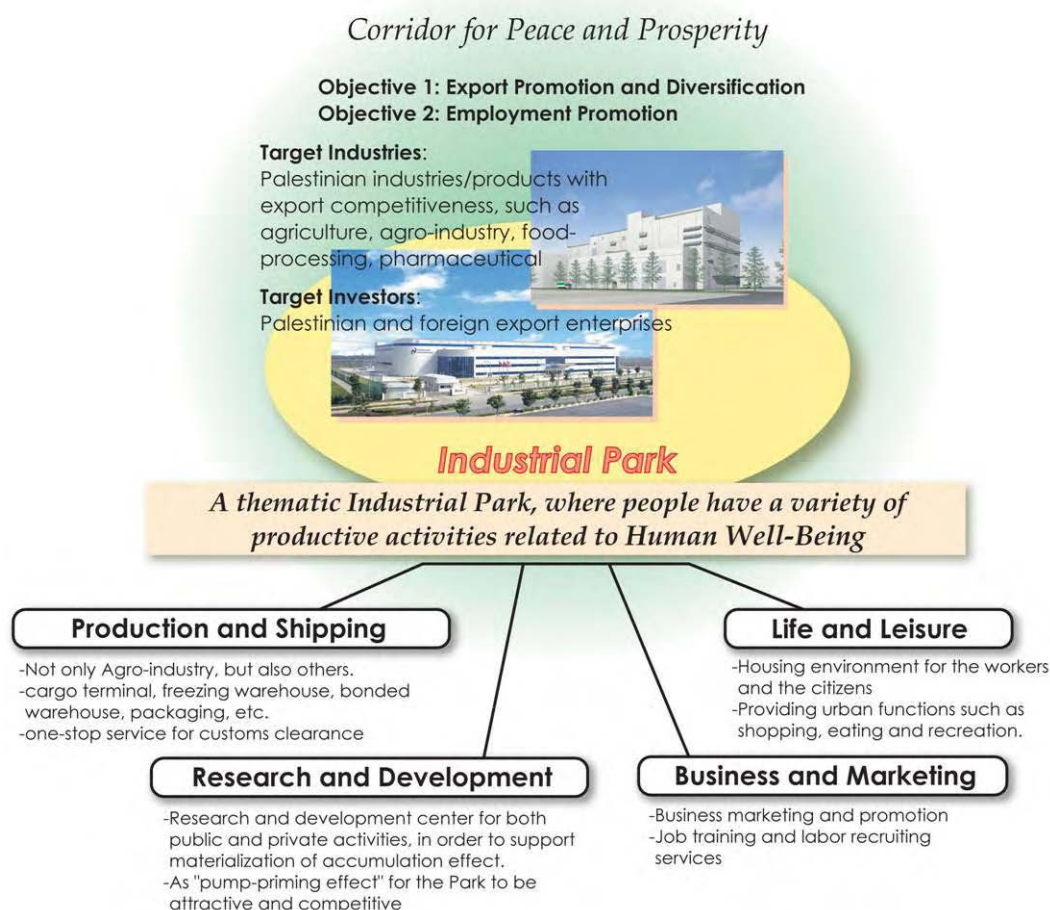 Corridor for Peace and Prosperity
Objective 1: Export Promotion and Diversification
Objective 2: Employment Promotion
Target Industries:
Palestinian industries/products with
export competitiveness, such as
agriculture, agro-industry, food-
processing, pharmaceutical
Target Investors:
Palestinian and foreign export enterprises
Industrial Park
A thematic Industrial Park, where people have a variety of
productive activities related to Human Well-Being
Production and Shipping
-Not only Agro-industry, but also others.
-cargo terminal, freezing warehouse, bonded
warehouse, packaging, etc.
-one-stop service for customs clearance
Research and Development
-Research and development center for both
public and private activities, in order to support
materialization of accumulation effect.
-As "pump-priming effect" for the Park to be
attractive and competitive
Life and Leisure
-Housing environment for the workers
and the citizens
-Providing urban functions such as
shopping, eating and recreation.
Business and Marketing
-Business marketing and promotion
-Job training and labor recruiting
services